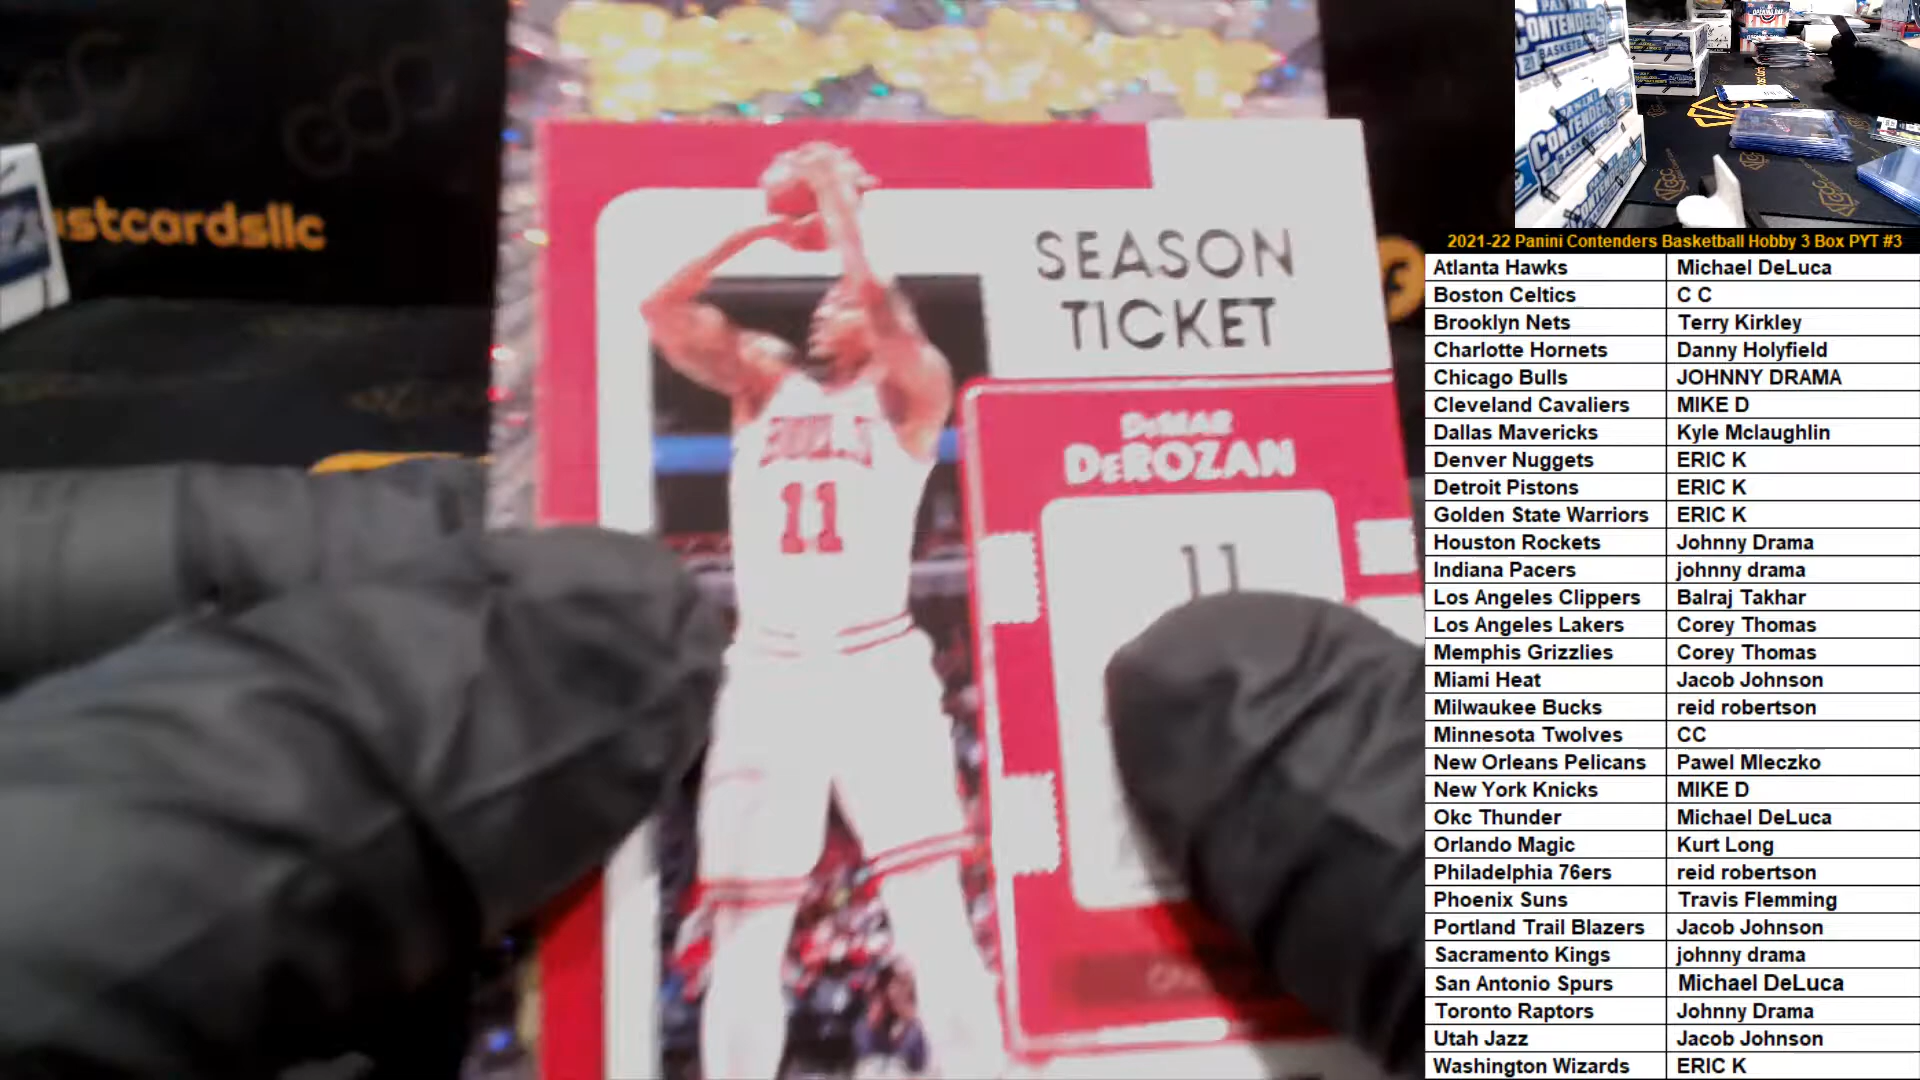 stcardsllc
SEASON
TICKET
DeMAR
DeROZAN
11
BULLS
11
PANINI
CONTENDERS
BASKETBALL
CONTENDERS
2021-22 Panini Contenders Basketball Hobby 3 Box PYT #3
Atlanta Hawks Michael DeLuca
Boston Celtics C C
Brooklyn Nets Terry Kirkley
Charlotte Hornets Danny Holyfield
Chicago Bulls JOHNNY DRAMA
Cleveland Cavaliers MIKE D
Dallas Mavericks Kyle Mclaughlin
Denver Nuggets ERIC K
Detroit Pistons ERIC K
Golden State Warriors ERIC K
Houston Rockets Johnny Drama
Indiana Pacers johnny drama
Los Angeles Clippers Balraj Takhar
Los Angeles Lakers Corey Thomas
Memphis Grizzlies Corey Thomas
Miami Heat Jacob Johnson
Milwaukee Bucks reid robertson
Minnesota Twolves CC
New Orleans Pelicans Pawel Mleczko
New York Knicks MIKE D
Okc Thunder Michael DeLuca
Orlando Magic Kurt Long
Philadelphia 76ers reid robertson
Phoenix Suns Travis Flemming
Portland Trail Blazers Jacob Johnson
Sacramento Kings johnny drama
San Antonio Spurs Michael DeLuca
Toronto Raptors Johnny Drama
Utah Jazz Jacob Johnson
Washington Wizards ERIC K